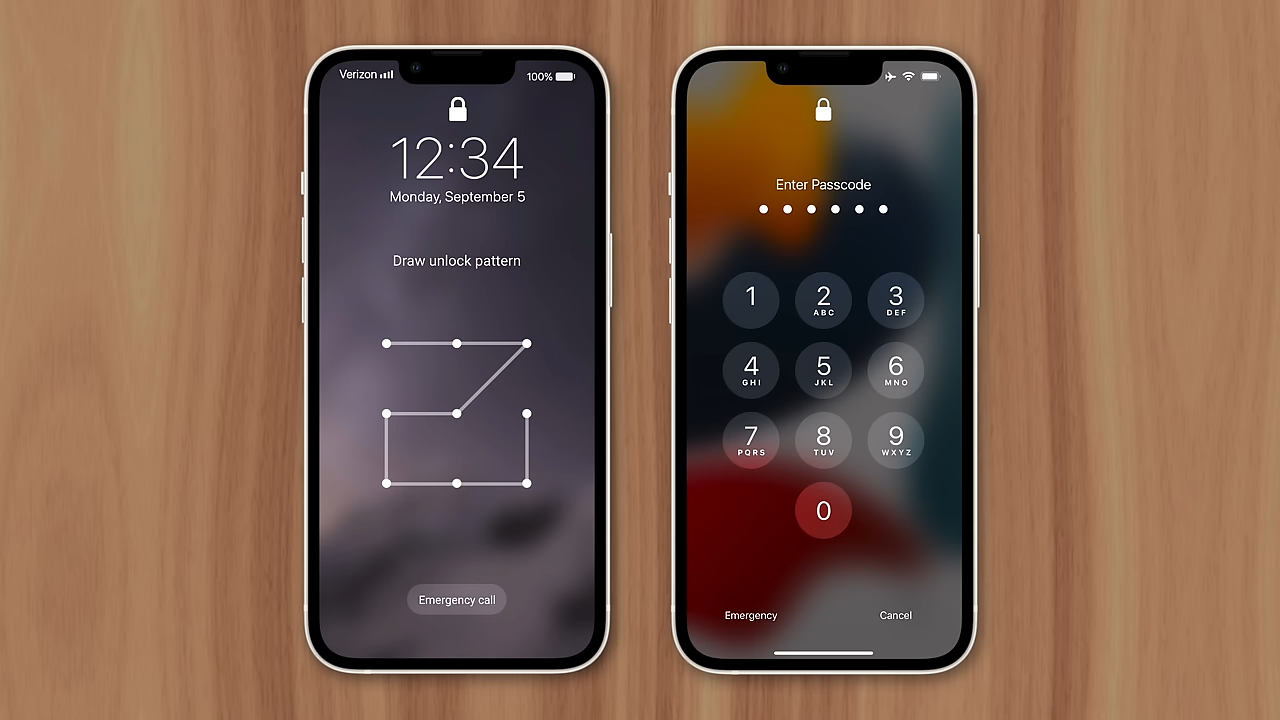 Verizon
100%
12:34
Monday, September 5
Draw unlock pattern
Emergency call
Enter Passcode
1
2
ABC
3
DEF
4
GHI
5
JKL
6
MNO
7
PQRS
8
TUV
9
WXYZ
0
Emergency
Cancel